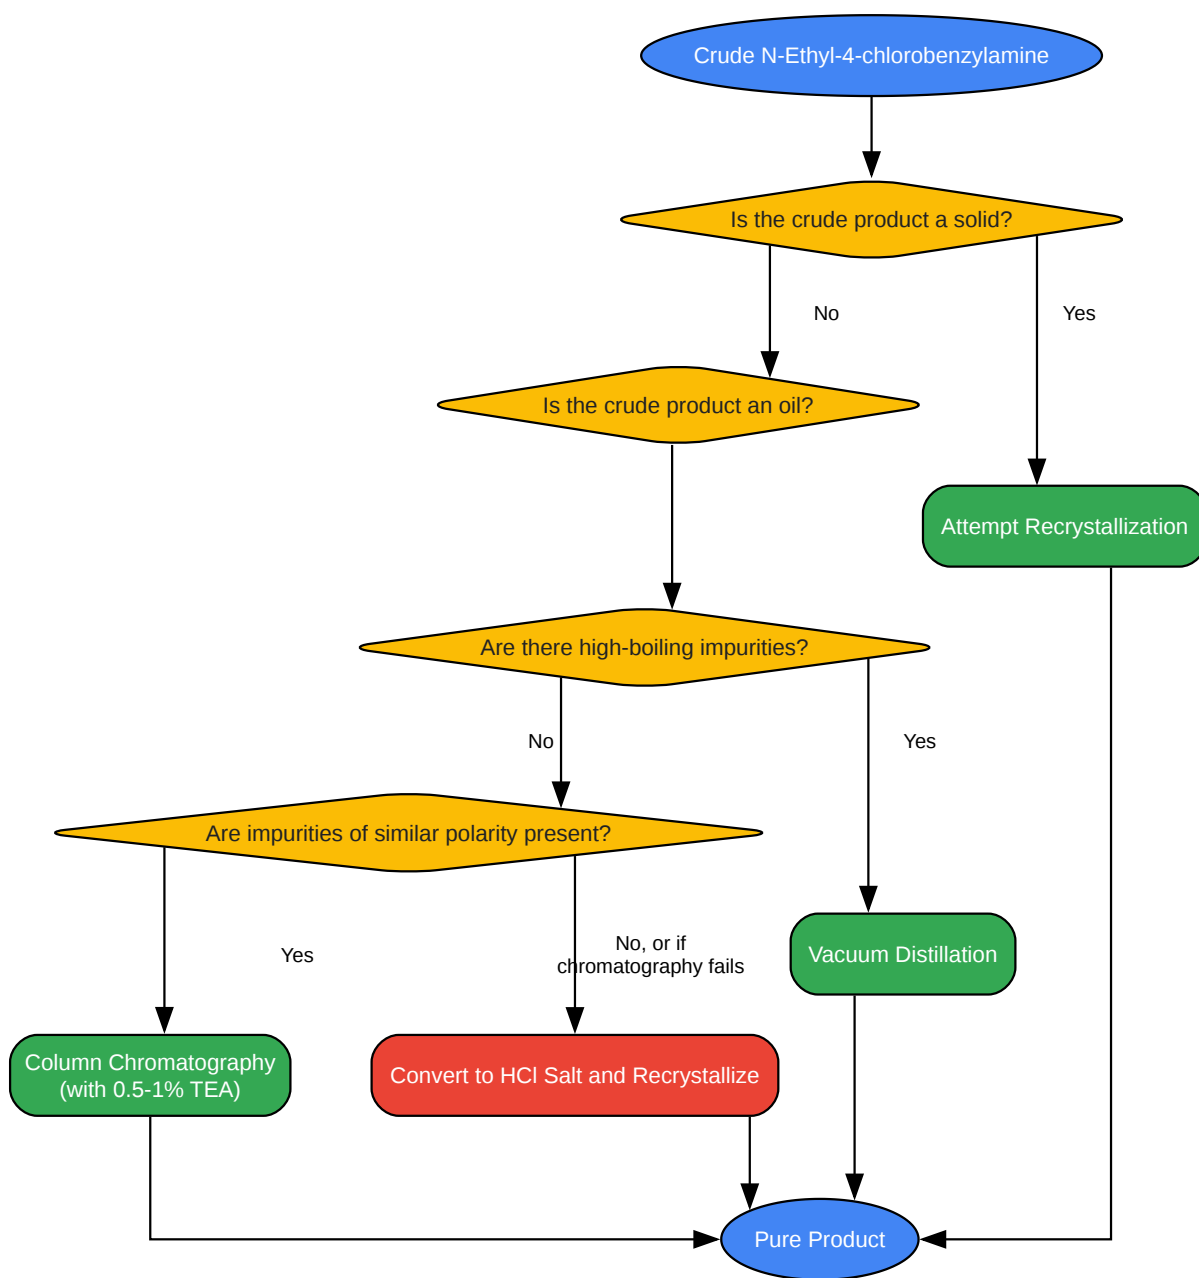 Crude N-Ethyl-4-chlorobenzylamine
Is the crude product a solid?
No
Yes
Is the crude product an oil?
Attempt Recrystallization
Are there high-boiling impurities?
No
Yes
Are impurities of similar polarity present?
Yes
No, or if
chromatography fails
Vacuum Distillation
Column Chromatography
(with 0.5-1% TEA)
Convert to HCl Salt and Recrystallize
Pure Product